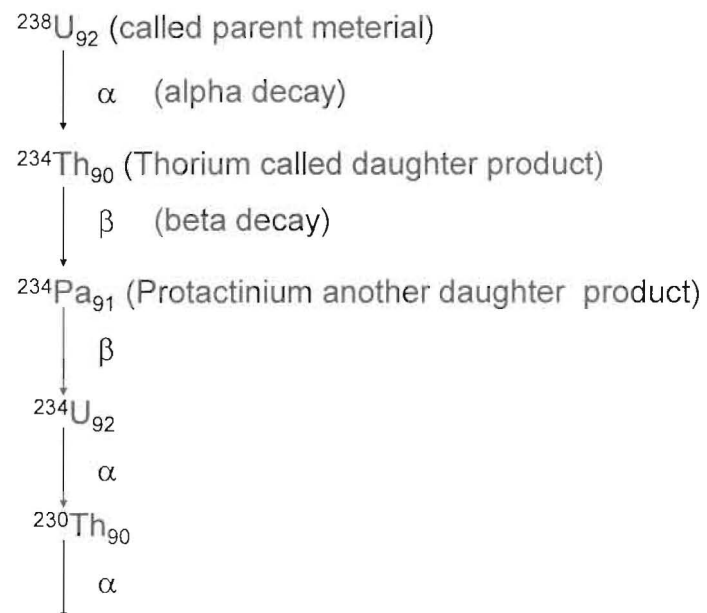 ²³⁸U₉₂ (called parent meterial)
α (alpha decay)
²³⁴Th₉₀ (Thorium called daughter product)
β (beta decay)
²³⁴Pa₉₁ (Protactinium another daughter product)
β
²³⁴U₉₂
α
²³⁰Th₉₀
α